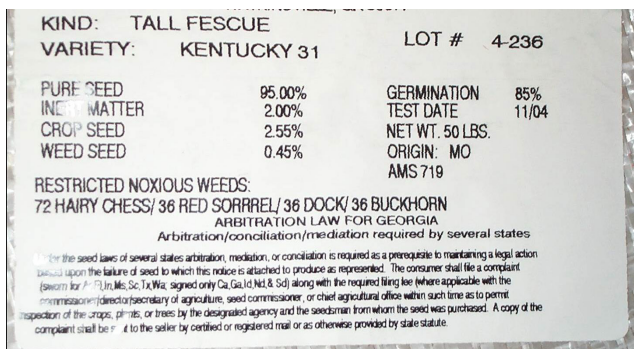 KIND: TALL FESCUE
VARIETY: KENTUCKY 31
LOT # 4-236
PURE SEED 95.00% GERMINATION 85%
INERT MATTER 2.00% TEST DATE 11/04
CROP SEED 2.55% NET WT. 50 LBS.
WEED SEED 0.45% ORIGIN: MO
AMS 719
RESTRICTED NOXIOUS WEEDS:
72 HAIRY CHESS/ 36 RED SORRREL/ 36 DOCK/ 36 BUCKHORN
ARBITRATION LAW FOR GEORGIA
Arbitration/conciliation/mediation required by several states
the seed laws of several states arbitration, mediation, or conciliation is required as a prerequisite to maintaining a legal action
based upon the failure of seed to which this notice is attached to produce as represented. The consumer shall file a complaint
(sworn for In,Ms,Sc,Tx,Wa; signed only Ca,Ga,Id,Nd,& Sd) along with the required filing fee (where applicable with the
commissioner/director/secretary of agriculture, seed commissioner, or chief agricultural office within such time as to permit
inspection of the crops, plants, or trees by the designated agency and the seedsman from whom the seed was purchased. A copy of the
complaint shall be to the seller by certified or registered mail or as otherwise provided by state statute.